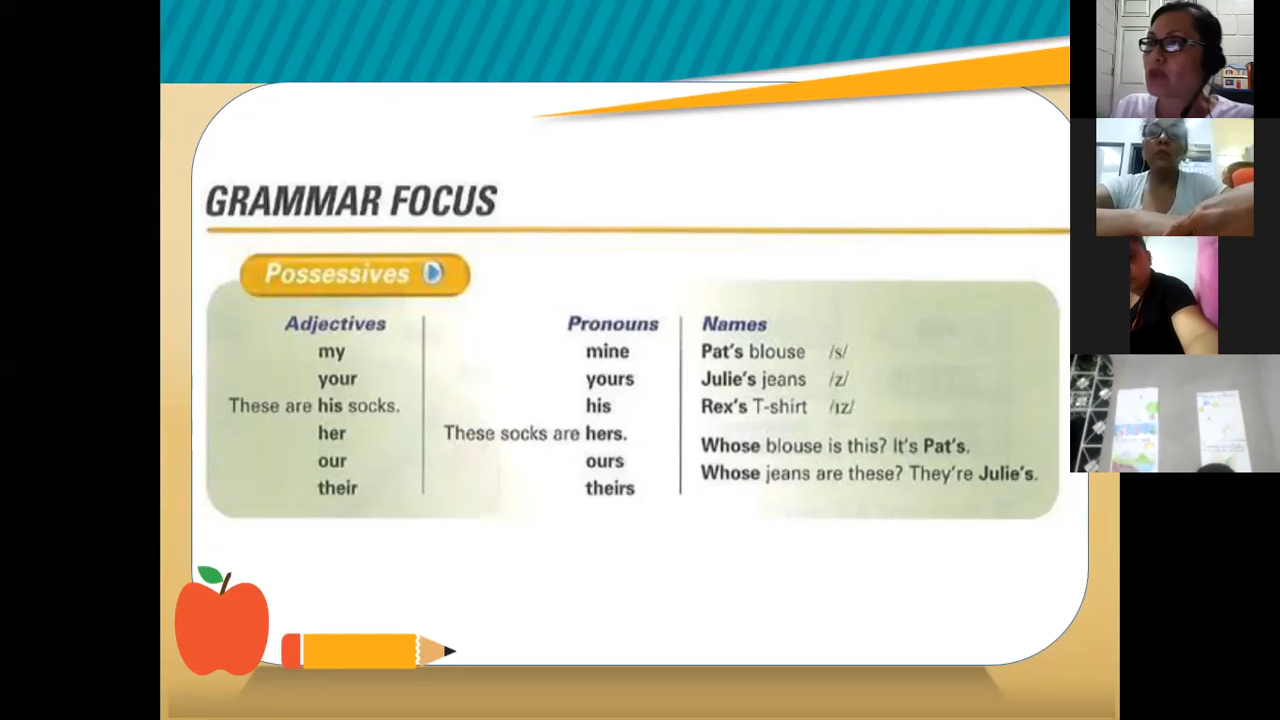 GRAMMAR FOCUS
Possessives
Adjectives
my
your
These are his socks.
her
our
their
Pronouns
mine
yours
his
These socks are hers.
ours
theirs
Names
Pat's blouse /s/
Julie's jeans /z/
Rex's T-shirt /ɪz/
Whose blouse is this? It's Pat's.
Whose jeans are these? They're Julie's.